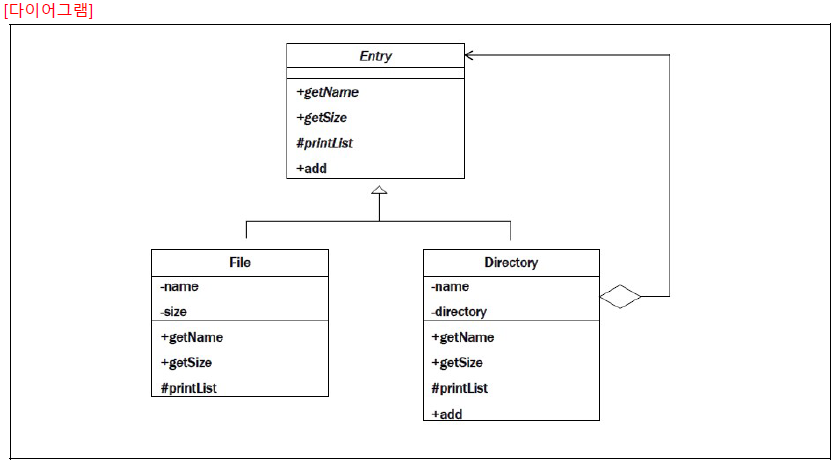 [다이어그램]
Entry
+getName
+getSize
#printList
+add
File
-name
-size
+getName
+getSize
#printList
Directory
-name
-directory
+getName
+getSize
#printList
+add